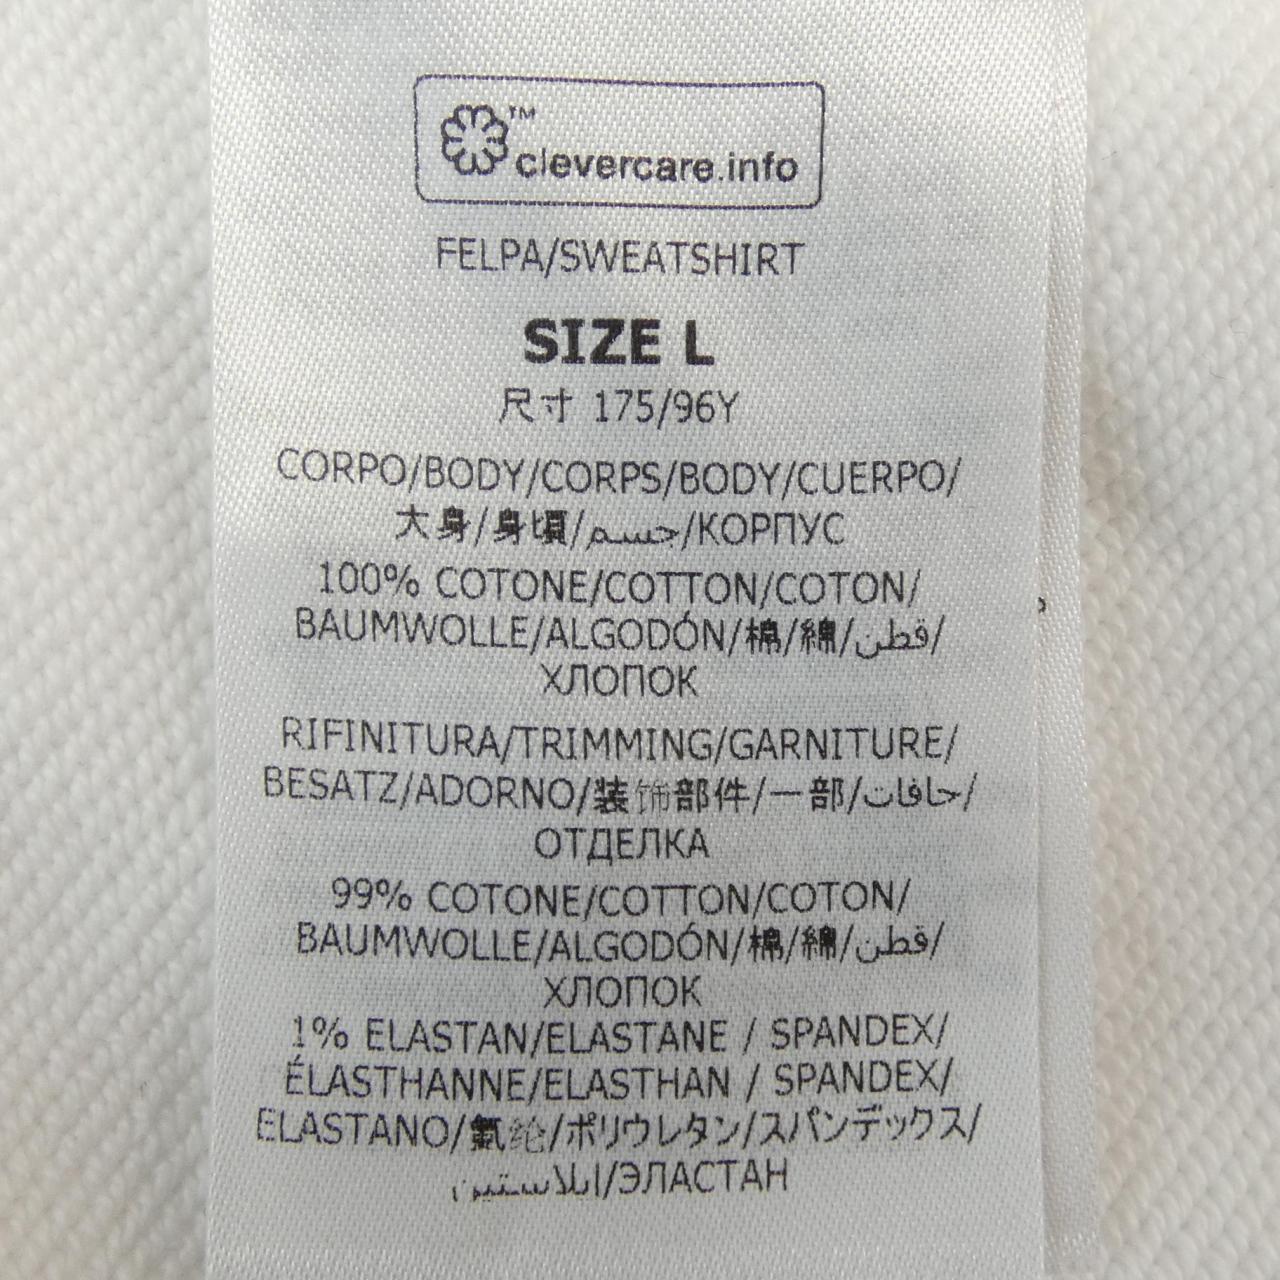 ™
clevercare.info
FELPA/SWEATSHIRT
SIZE L
尺寸 175/96Y
CORPO/BODY/CORPS/BODY/CUERPO/
大身/身頃/جسم/КОРПУС
100% COTONE/COTTON/COTON/
BAUMWOLLE/ALGODÓN/棉/綿/قطن/
ХЛОПОК
RIFINITURA/TRIMMING/GARNITURE/
BESATZ/ADORNO/装饰部件/一部/حافات/
ОТДЕЛКА
99% COTONE/COTTON/COTON/
BAUMWOLLE/ALGODÓN/棉/綿/قطن/
ХЛОПОК
1% ELASTAN/ELASTANE / SPANDEX/
ÉLASTHANNE/ELASTHAN / SPANDEX/
ELASTANO/氨纶/ポリウレタン/スパンデックス/
/ЭЛАСТАН